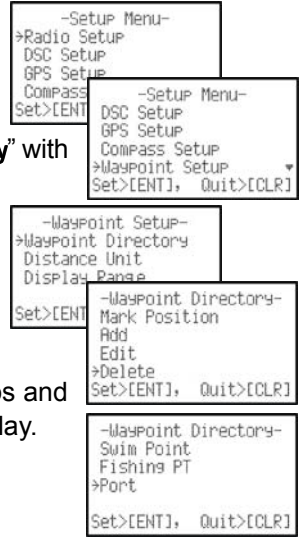 -Setup Menu-
→Radio Setup
DSC Setup
GPS Setup
Compass
Set>[ENT
-Setup Menu-
DSC Setup
GPS Setup
Compass Setup
→Waypoint Setup ▼
Set>[ENT], Quit>[CLR]
y” with
-Waypoint Setup-
→Waypoint Directory
Distance Unit
Display Range
Set>[ENT
-Waypoint Directory-
Mark Position
Add
Edit
→Delete
Set>[ENT], Quit>[CLR]
os and
lay.
-Waypoint Directory-
Swim Point
Fishing PT
→Port
Set>[ENT], Quit>[CLR]